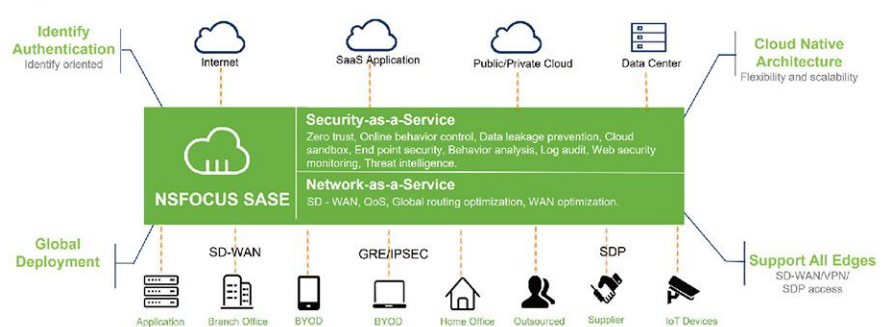 Identify
Authentication
Identify oriented
Internet
SaaS Application
Public/Private Cloud
Data Center
Cloud Native
Architecture
Flexibility and scalability
NSFOCUS SASE
Security-as-a-Service
Zero trust, Online behavior control, Data leakage prevention, Cloud
sandbox, End point security, Behavior analysis, Log audit, Web security
monitoring, Threat intelligence.
Network-as-a-Service
SD - WAN, QoS, Global routing optimization, WAN optimization.
Global
Deployment
SD-WAN
GRE/IPSEC
SDP
Support All Edges
SD-WAN/VPN/
SDP access
Application
Branch Office
BYOD
BYOD
Home Office
Outsourced
Supplier
IoT Devices